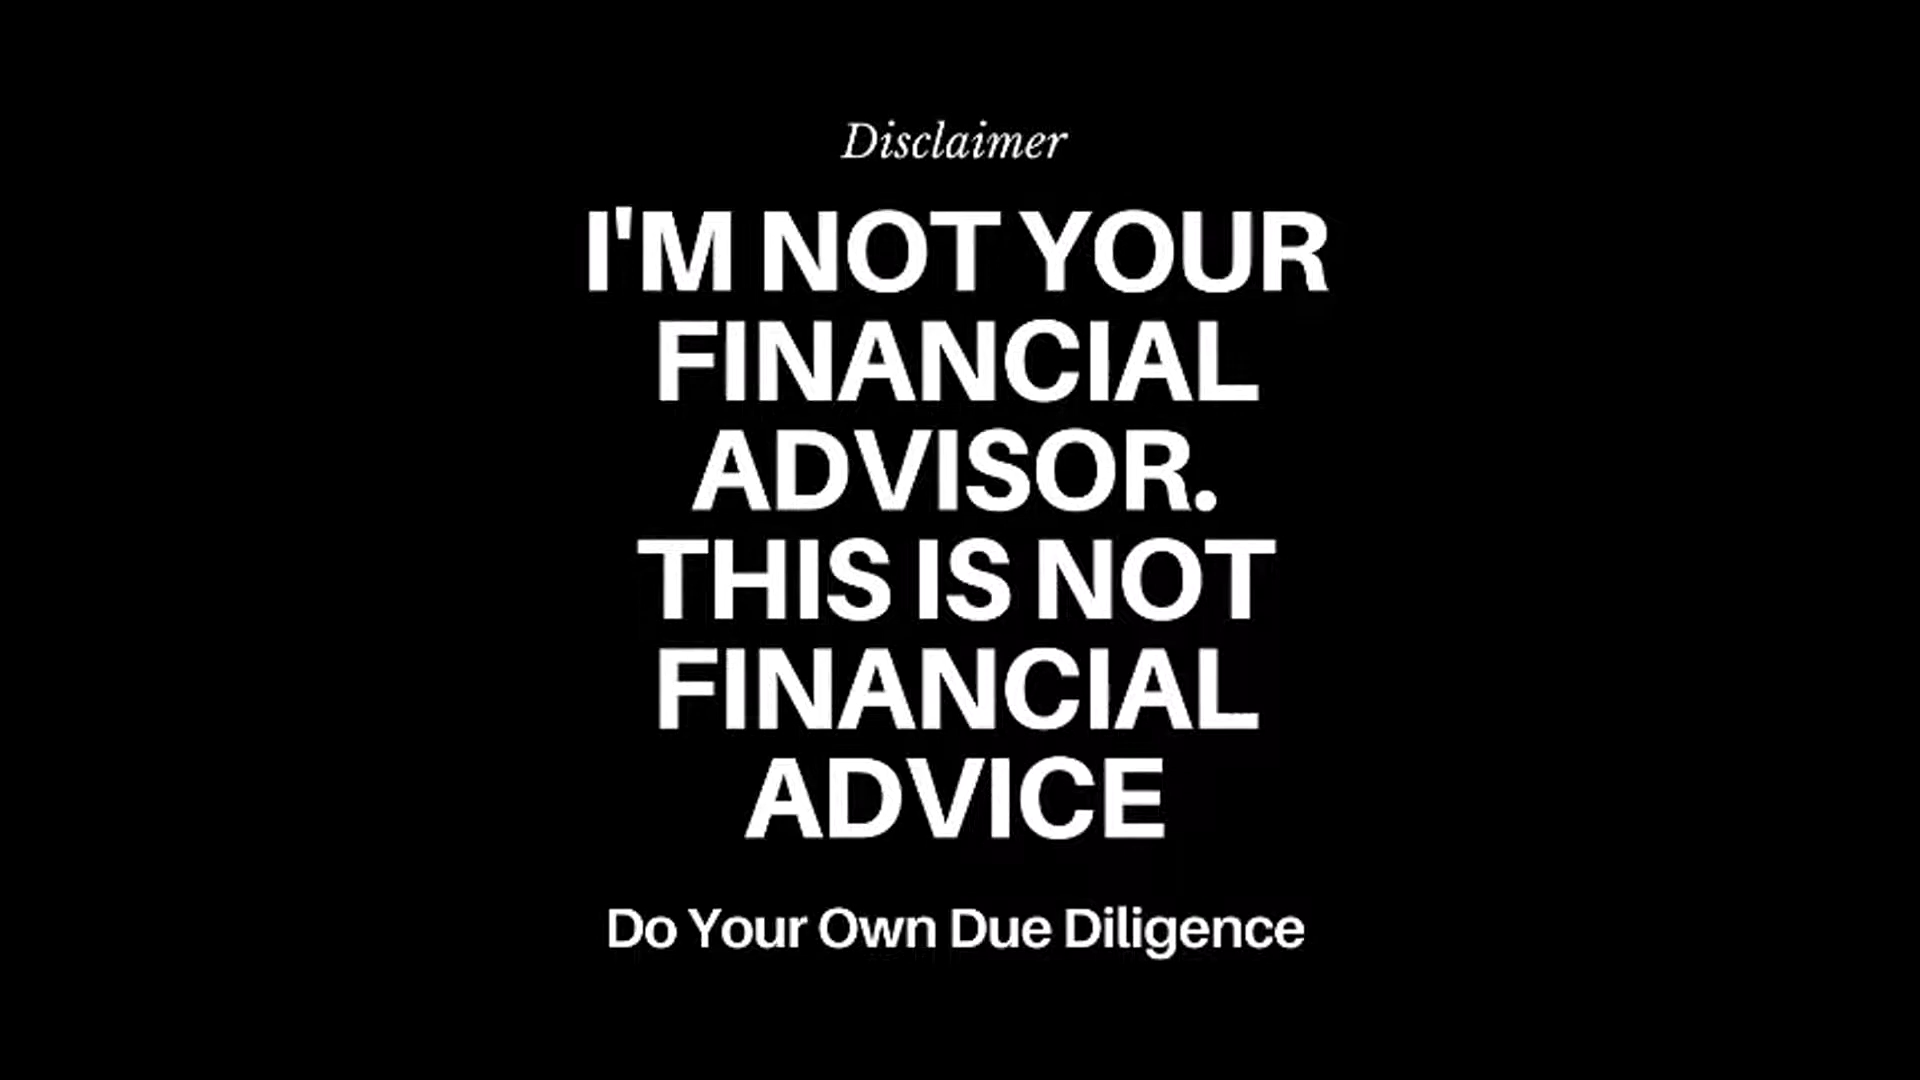 Disclaimer
I'M NOT YOUR
FINANCIAL
ADVISOR.
THIS IS NOT
FINANCIAL
ADVICE
Do Your Own Due Diligence